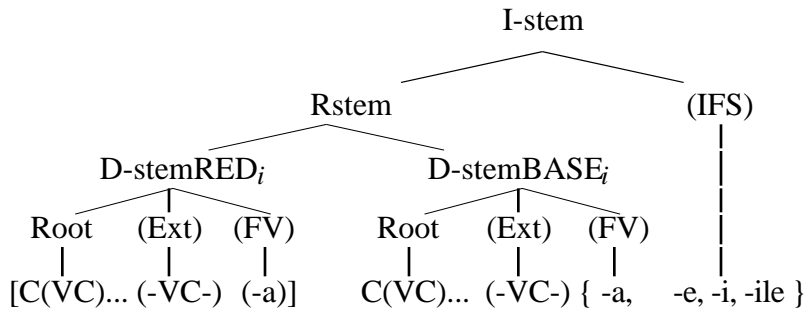 I-stem
Rstem (IFS)
D-stemREDi D-stemBASEi
Root (Ext) (FV) Root (Ext) (FV)
[C(VC)... (-VC-) (-a)] C(VC)... (-VC-) { -a, -e, -i, -ile }